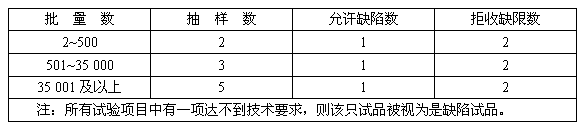 批 量 数 抽 样 数 允许缺陷数 拒收缺限数
2~500 2 1 2
501~35 000 3 1 2
35 001 及以上 5 1 2
注：所有试验项目中有一项达不到技术要求，则该只试品被视为是缺陷试品。